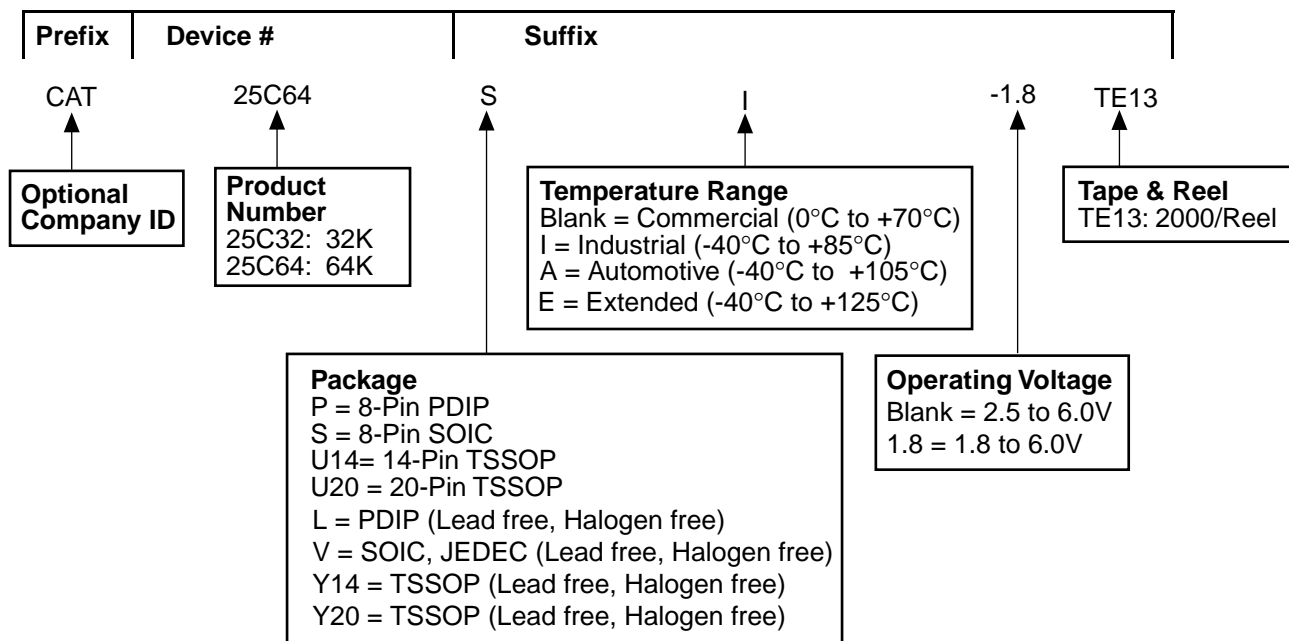 Prefix Device # Suffix
CAT 25C64 S I -1.8 TE13
Optional
Company ID
Product
Number
25C32: 32K
25C64: 64K
Temperature Range
Blank = Commercial (0°C to +70°C)
I = Industrial (-40°C to +85°C)
A = Automotive (-40°C to +105°C)
E = Extended (-40°C to +125°C)
Tape & Reel
TE13: 2000/Reel
Package
P = 8-Pin PDIP
S = 8-Pin SOIC
U14= 14-Pin TSSOP
U20 = 20-Pin TSSOP
L = PDIP (Lead free, Halogen free)
V = SOIC, JEDEC (Lead free, Halogen free)
Y14 = TSSOP (Lead free, Halogen free)
Y20 = TSSOP (Lead free, Halogen free)
Operating Voltage
Blank = 2.5 to 6.0V
1.8 = 1.8 to 6.0V